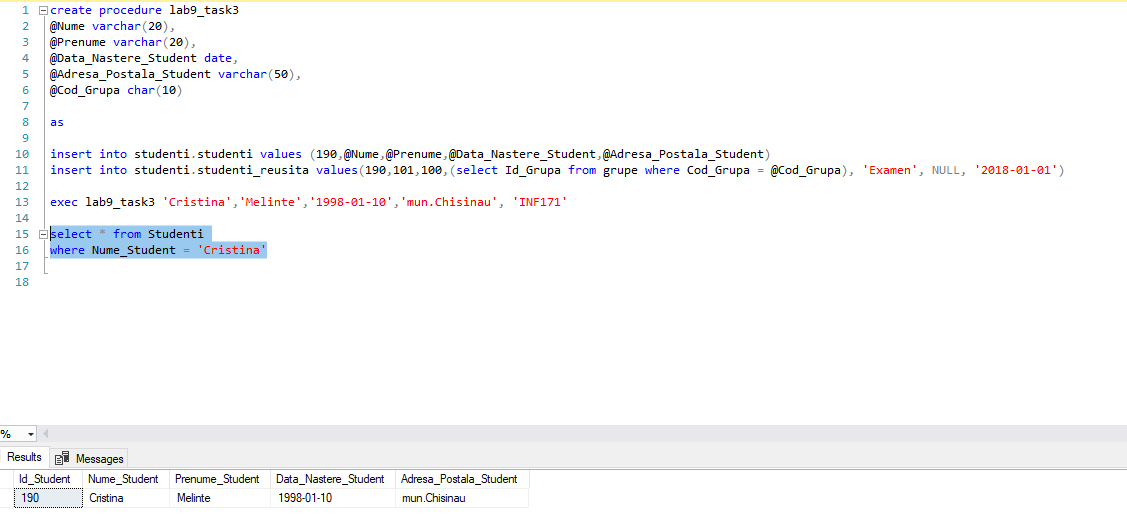 1 create procedure lab9_task3
2 @Nume varchar(20),
3 @Prenume varchar(20),
4 @Data_Nastere_Student date,
5 @Adresa_Postala_Student varchar(50),
6 @Cod_Grupa char(10)
7
8 as
9
10 insert into studenti.studenti values (190,@Nume,@Prenume,@Data_Nastere_Student,@Adresa_Postala_Student)
11 insert into studenti.studenti_reusita values(190,101,100,(select Id_Grupa from grupe where Cod_Grupa = @Cod_Grupa), 'Examen', NULL, '2018-01-01')
12
13 exec lab9_task3 'Cristina','Melinte','1998-01-10','mun.Chisinau', 'INF171'
14
15 select * from Studenti
16 where Nume_Student = 'Cristina'
17
18
%
Results Messages
Id_Student Nume_Student Prenume_Student Data_Nastere_Student Adresa_Postala_Student
190 Cristina Melinte 1998-01-10 mun.Chisinau